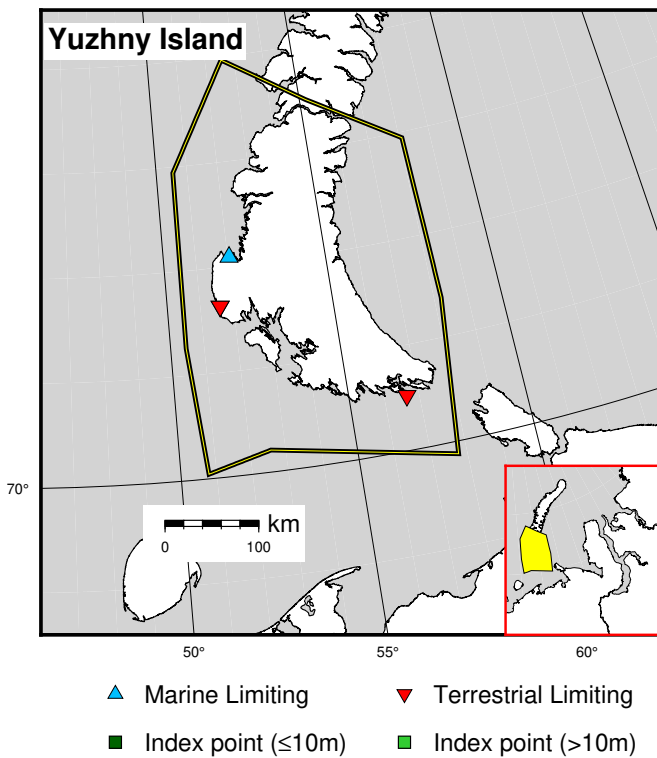 Yuzhny Island
70°
km
0 100
50° 55° 60°
Marine Limiting Terrestrial Limiting
Index point (≤10m) Index point (>10m)